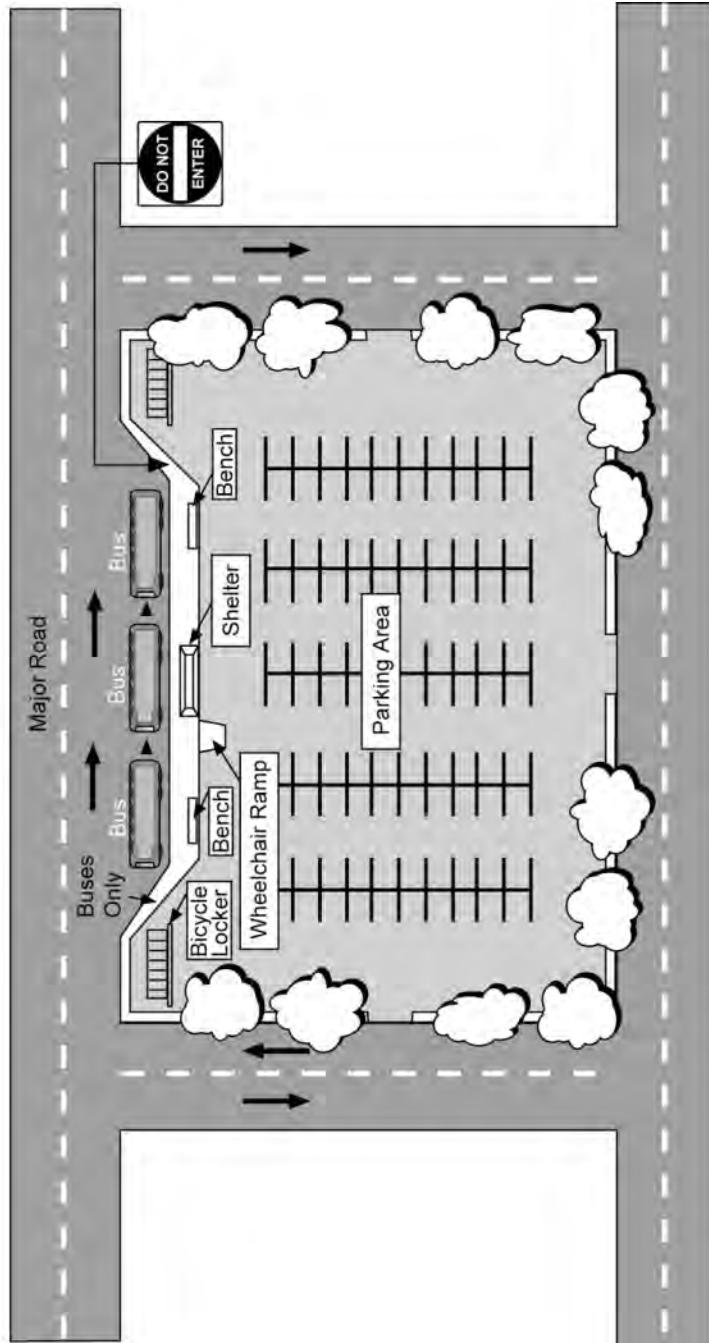 Major Road
Buses
Only
Bus
Bus
Bus
DO NOT
ENTER
Bicycle
Locker
Bench
Wheelchair Ramp
Shelter
Bench
Parking Area